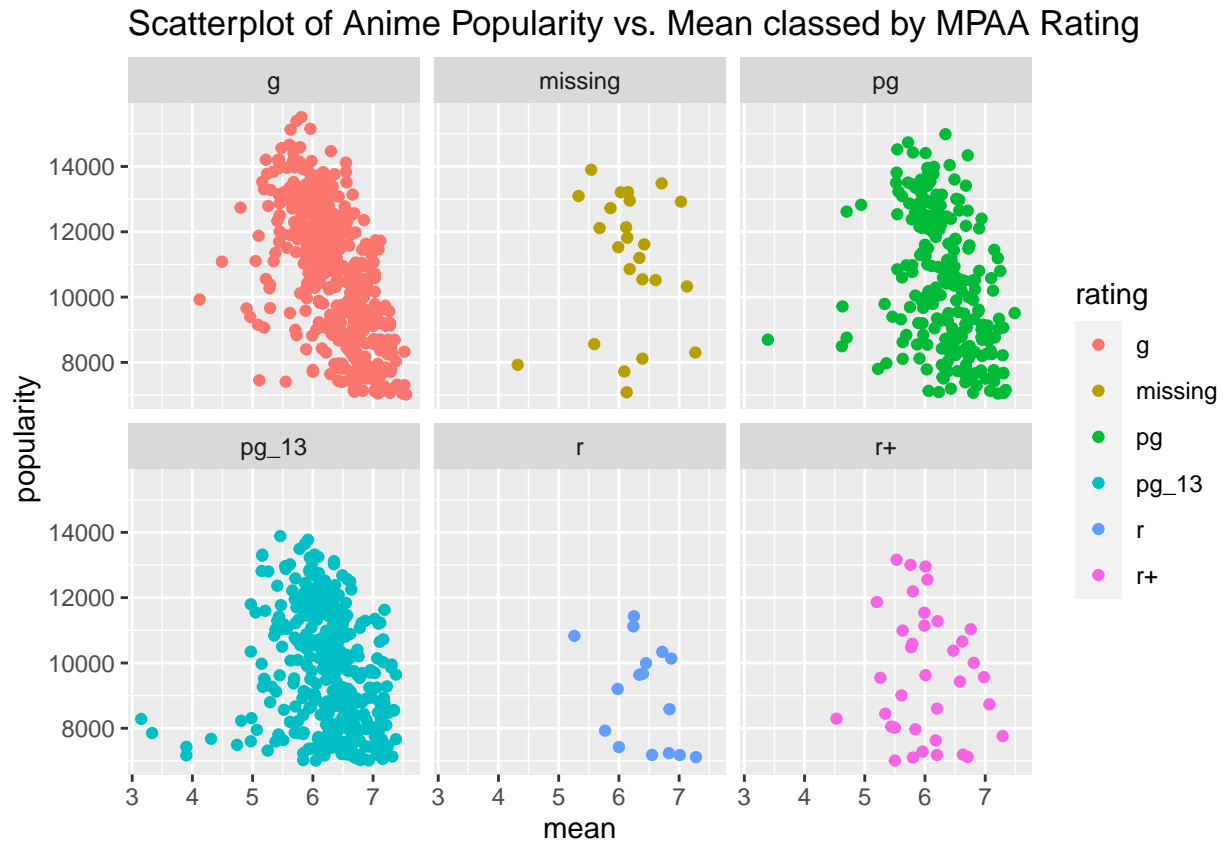 Scatterplot of Anime Popularity vs. Mean classed by MPAA Rating
g missing pg
14000
12000
10000
8000
pg_13 r r+
14000
12000
10000
8000
3 4 5 6 7 3 4 5 6 7 3 4 5 6 7
mean
popularity
rating
g
missing
pg
pg_13
r
r+